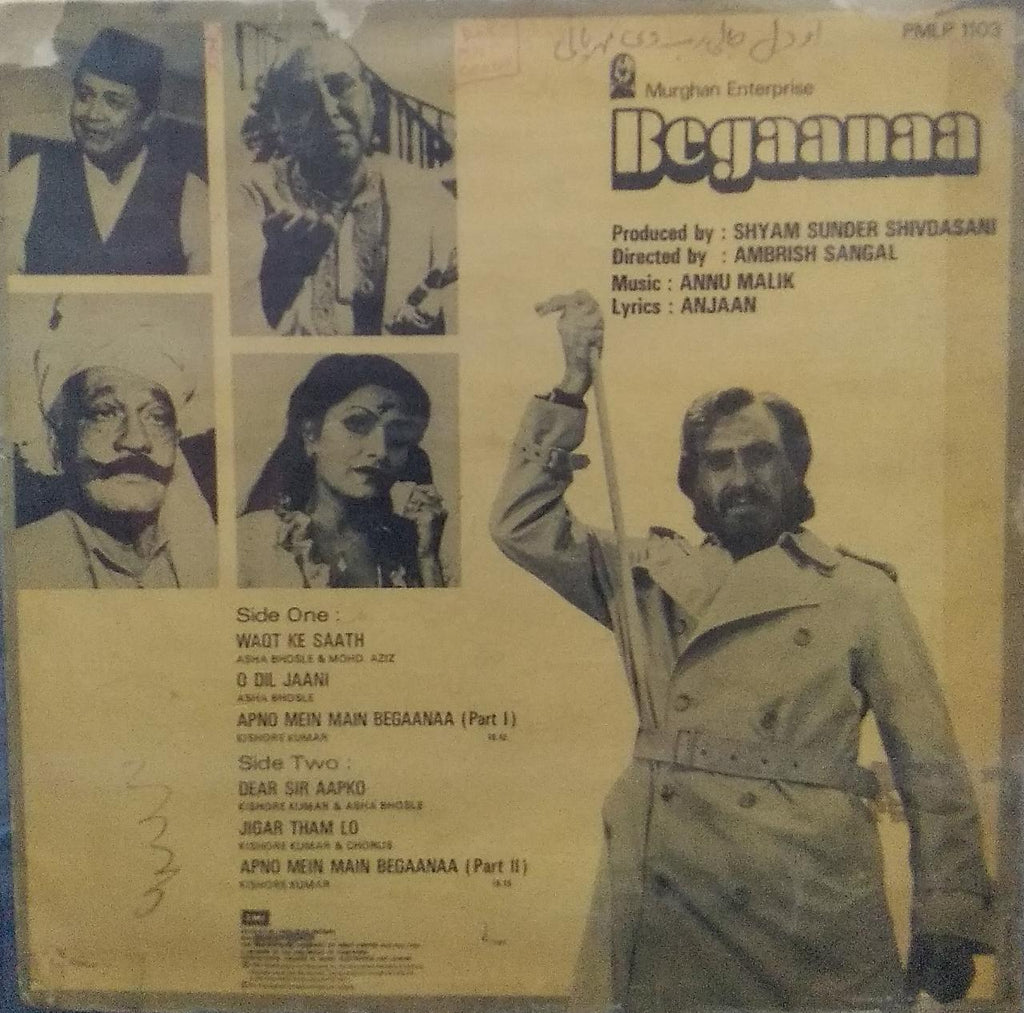 PMLP 1103
Murghan Enterprise
Begaanaa
Produced by : SHYAM SUNDER SHIVDASANI
Directed by : AMBRISH SANGAL
Music : ANNU MALIK
Lyrics : ANJAAN
Side One :
WAQT KE SAATH
ASHA BHOSLE & MOHD. AZIZ
O DIL JAANI
ASHA BHOSLE
APNO MEIN MAIN BEGAANAA (Part I)
KISHORE KUMAR
Side Two :
DEAR SIR AAPKO
KISHORE KUMAR & ASHA BHOSLE
JIGAR THAM LO
KISHORE KUMAR & CHORUS
APNO MEIN MAIN BEGAANAA (Part II)
KISHORE KUMAR
EMI